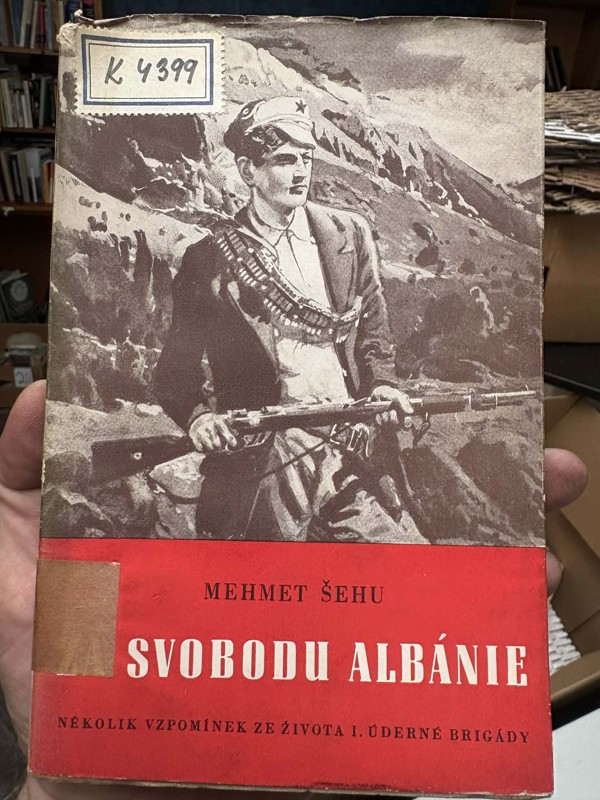 K 4399
MEHMET ŠEHU
SVOBODU ALBÁNIE
NĚKOLIK VZPOMÍNEK ZE ŽIVOTA I. ÚDERNÉ BRIGÁDY